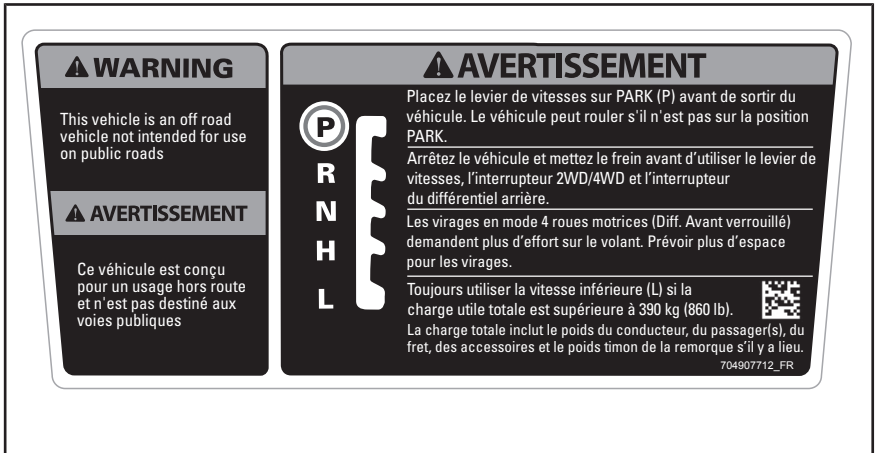 WARNING
This vehicle is an off road
vehicle not intended for use
on public roads
AVERTISSEMENT
Ce véhicule est conçu
pour un usage hors route
et n'est pas destiné aux
voies publiques
AVERTISSEMENT
P
R
N
H
L
Placez le levier de vitesses sur PARK (P) avant de sortir du
véhicule. Le véhicule peut rouler s'il n'est pas sur la position
PARK.
Arrêtez le véhicule et mettez le frein avant d'utiliser le levier de
vitesses, l'interrupteur 2WD/4WD et l'interrupteur
du différentiel arrière.
Les virages en mode 4 roues motrices (Diff. Avant verrouillé)
demandent plus d'effort sur le volant. Prévoir plus d'espace
pour les virages.
Toujours utiliser la vitesse inférieure (L) si la
charge utile totale est supérieure à 390 kg (860 lb).
La charge totale inclut le poids du conducteur, du passager(s), du
fret, des accessoires et le poids timon de la remorque s'il y a lieu.
704907712_FR